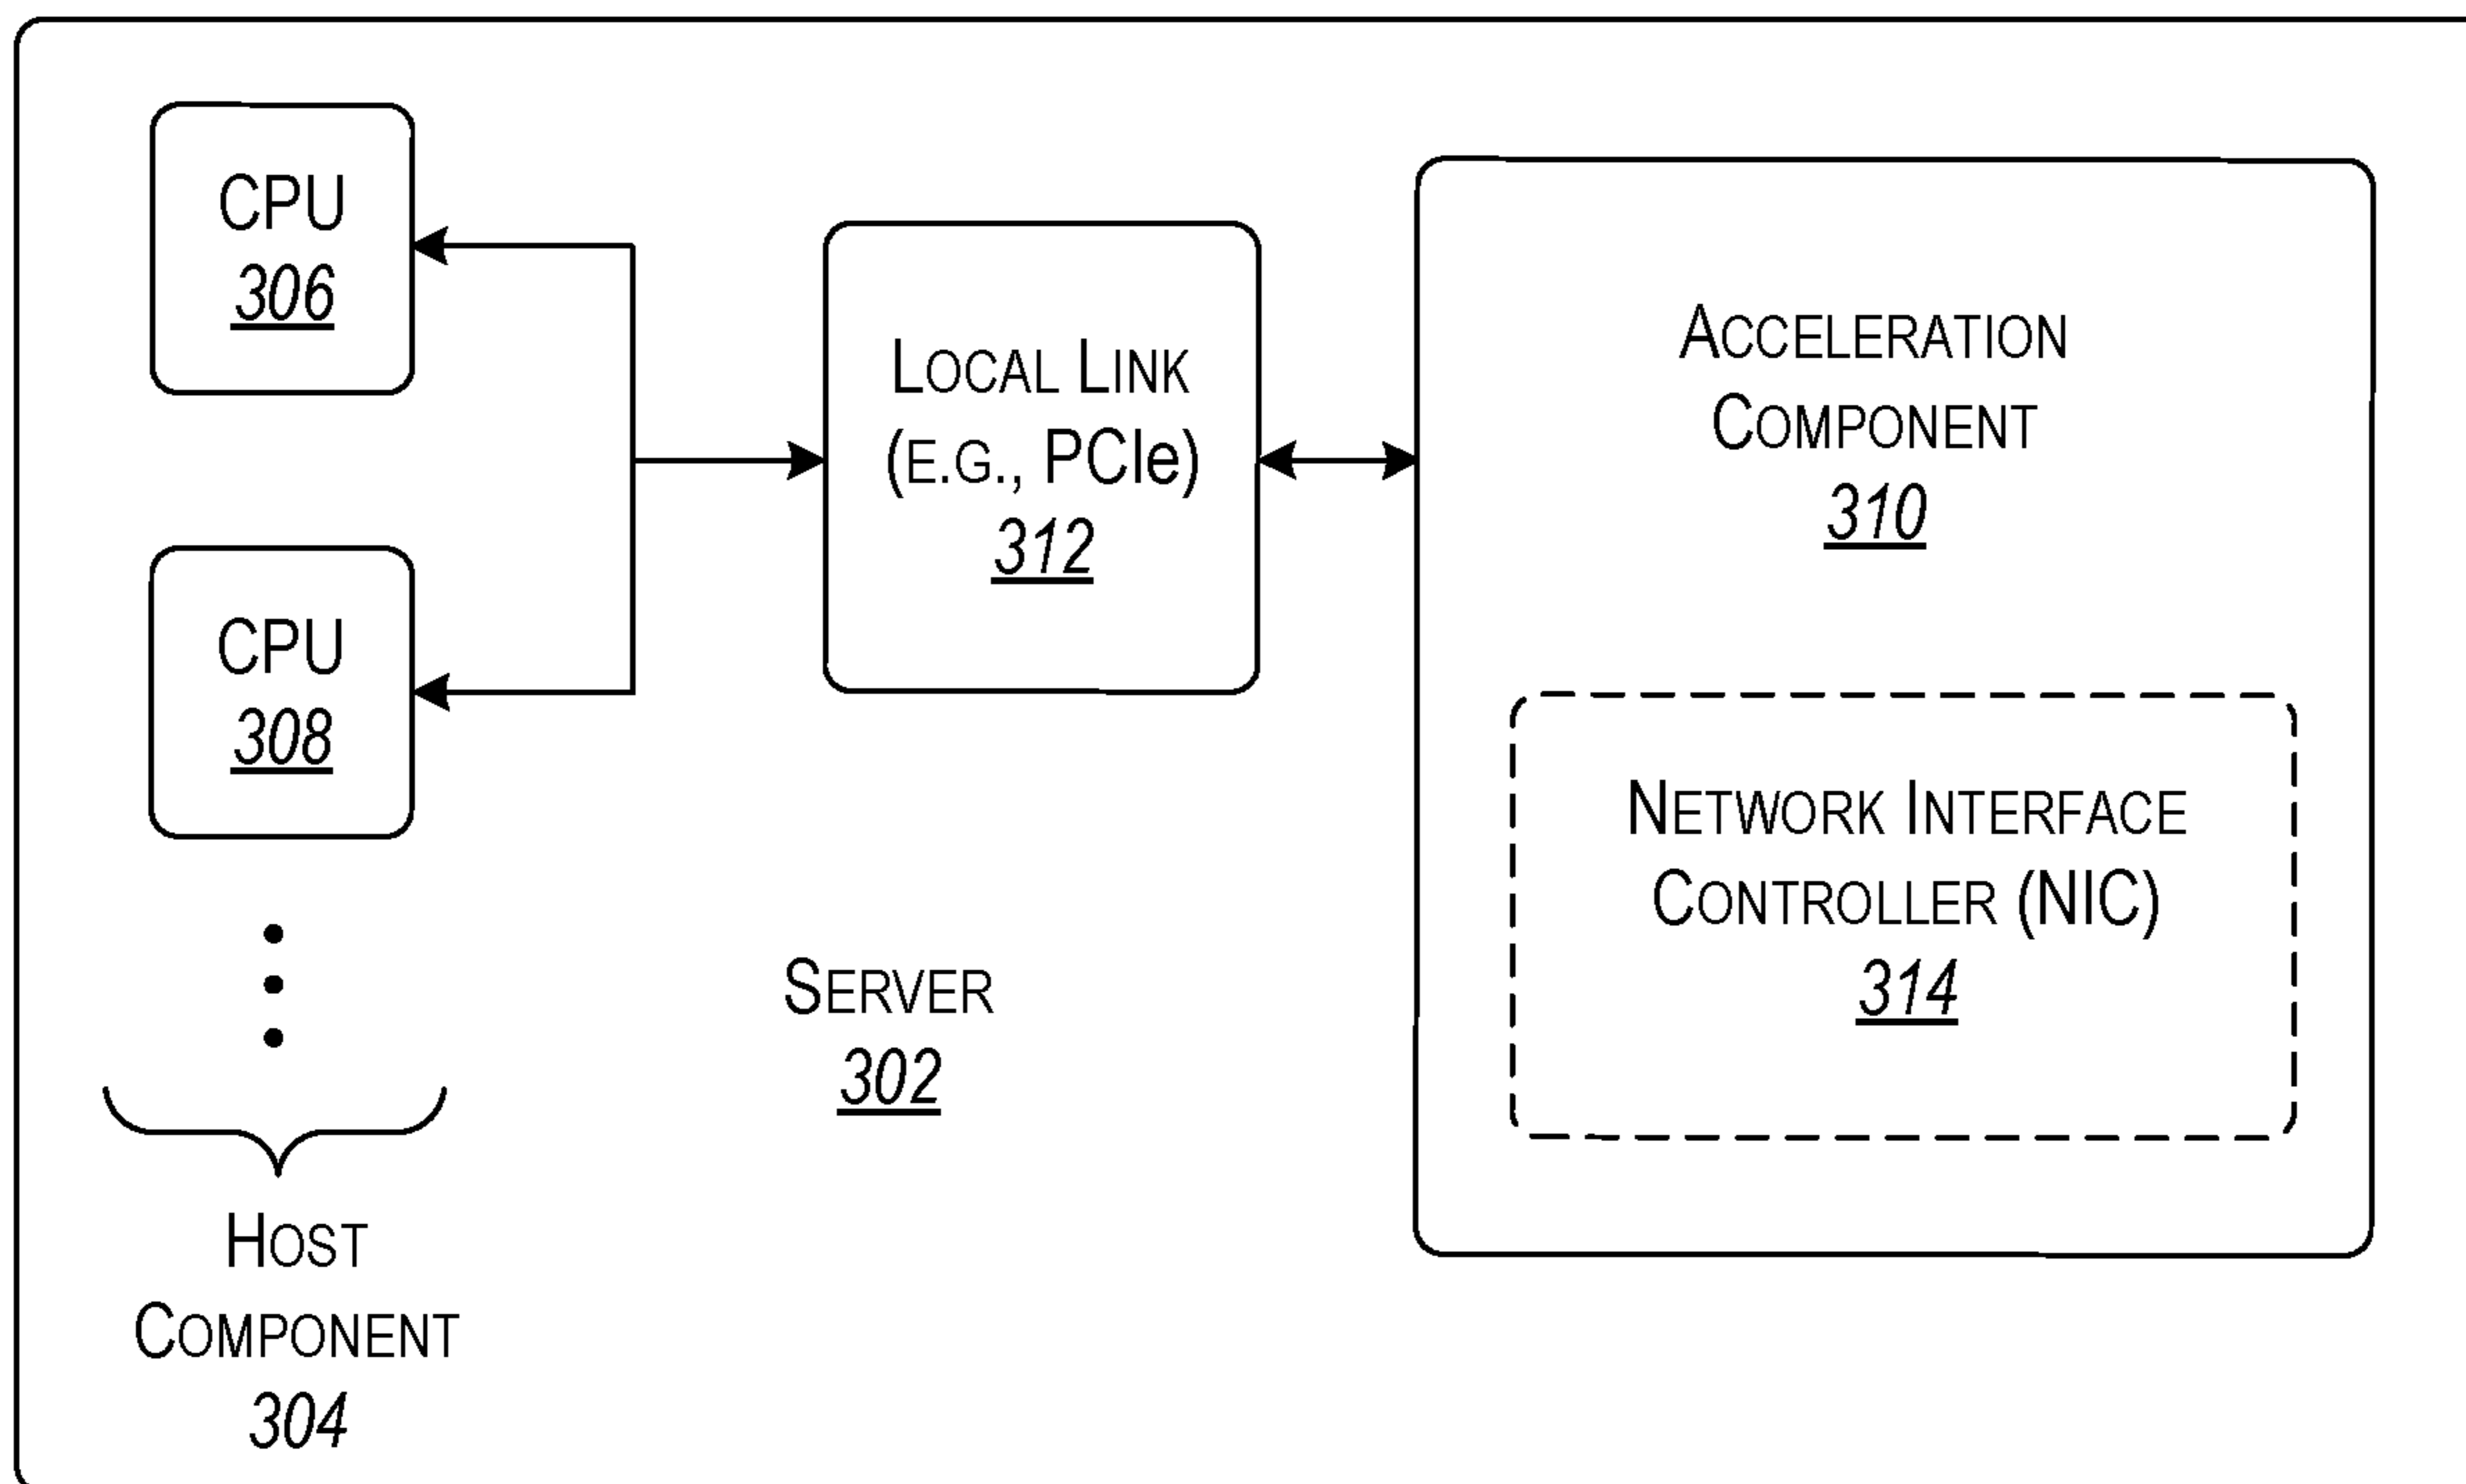 CPU
306
CPU
308
HOST
COMPONENT
304
LOCAL LINK
(E.G., PCIe)
312
SERVER
302
ACCELERATION
COMPONENT
310
NETWORK INTERFACE
CONTROLLER (NIC)
314